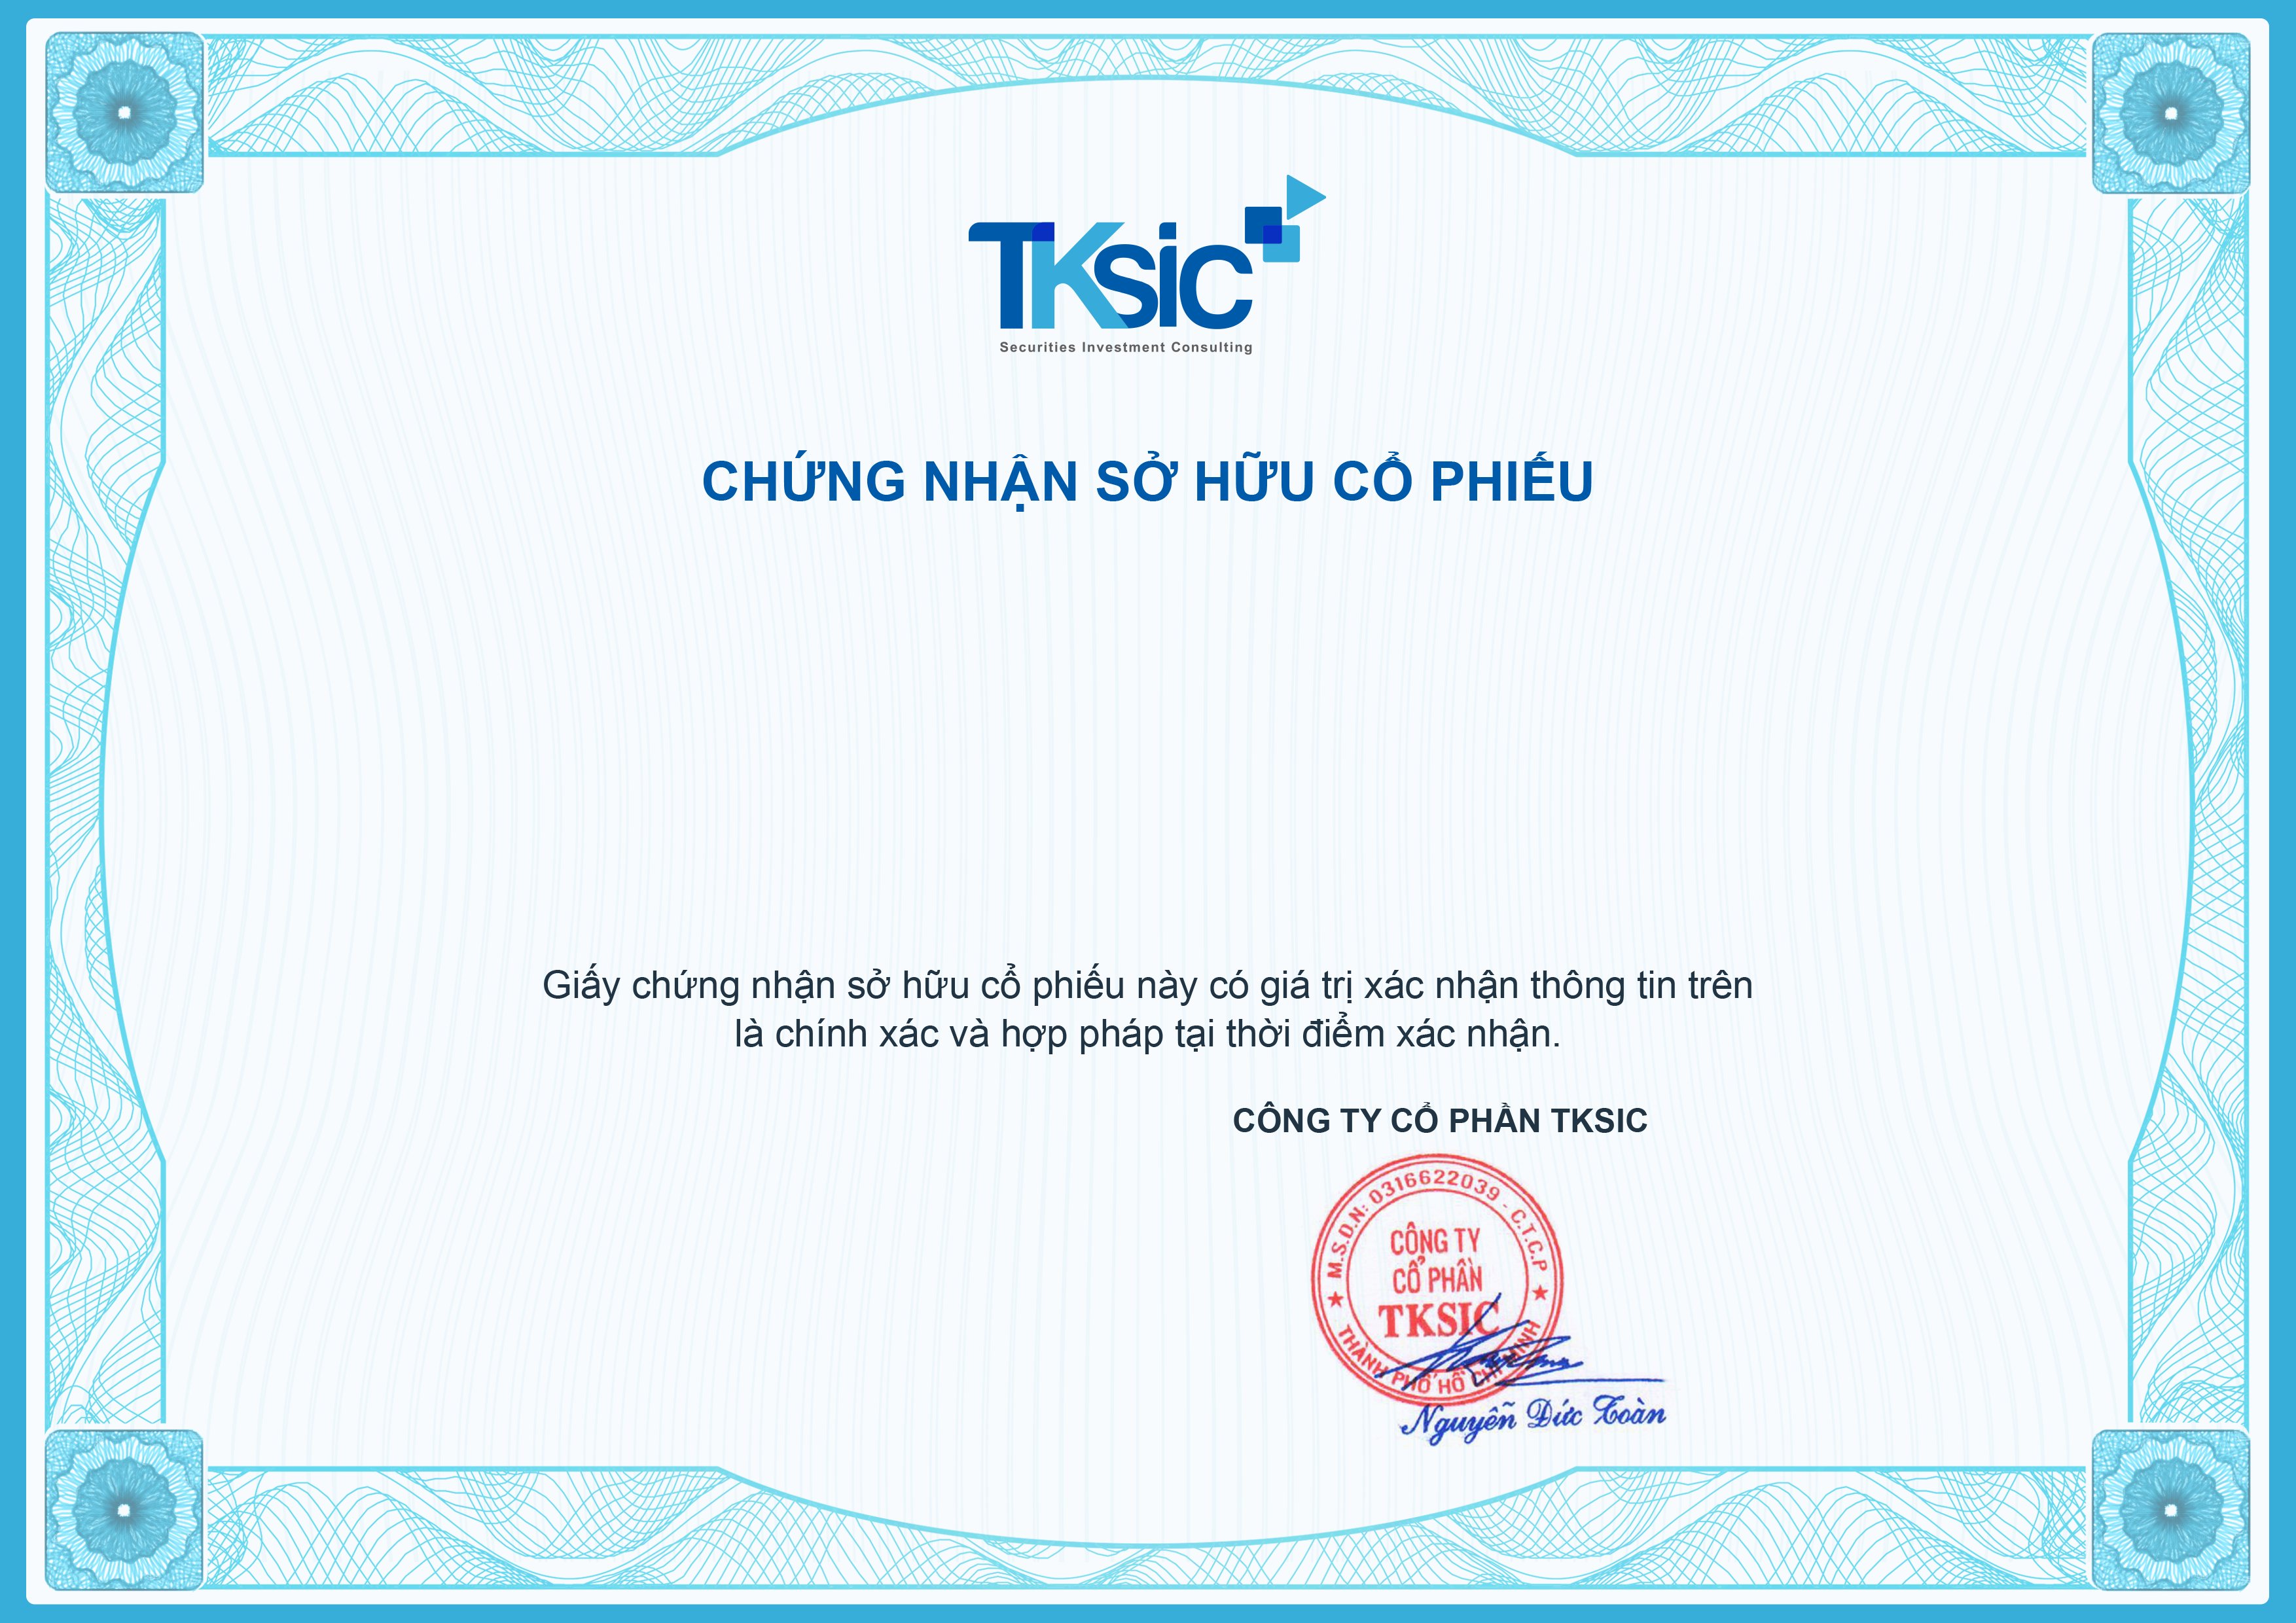 TKSIC
Securities Investment Consulting
CHỨNG NHẬN SỞ HỮU CỔ PHIẾU
Giấy chứng nhận sở hữu cổ phiếu này có giá trị xác nhận thông tin trên
là chính xác và hợp pháp tại thời điểm xác nhận.
CÔNG TY CỔ PHẦN TKSIC
M.S.D.N: 0316622039 - C.T.C.P
CÔNG TY
CỔ PHẦN
TKSIC
THÀNH PHỐ HỒ CHÍ MINH
Nguyễn Đức Toàn